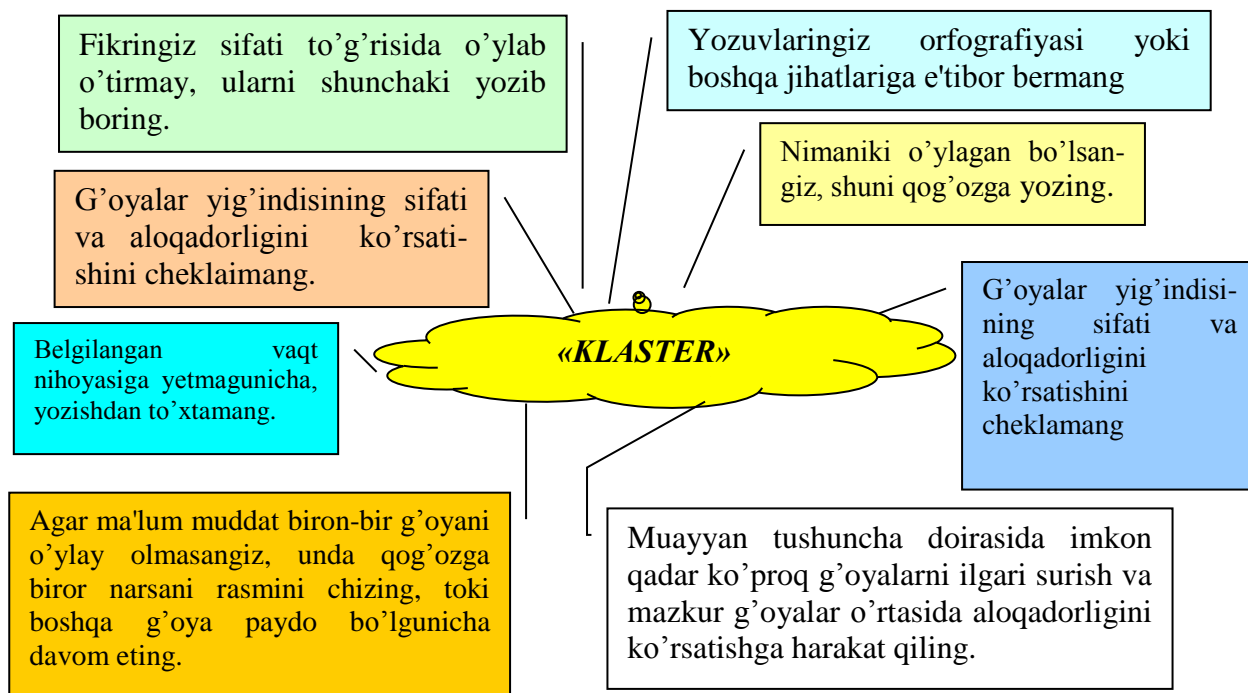 Fikringiz sifati to’g’risida o’ylab
o’tirmay, ularni shunchaki yozib
boring.
Yozuvlaringiz orfografiyasi yoki
boshqa jihatlariga e'tibor bermang
Nimaniki o’ylagan bo’lsan-
giz, shuni qog’ozga yozing.
G’oyalar yig’indisining sifati
va aloqadorligini ko’rsati-
shini cheklaimang.
G’oyalar yig’indisi-
ning sifati va
aloqadorligini
ko’rsatishini
cheklamang
«KLASTER»
Belgilangan vaqt
nihoyasiga yetmagunicha,
yozishdan to’xtamang.
Agar ma'lum muddat biron-bir g’oyani
o’ylay olmasangiz, unda qog’ozga
biror narsani rasmini chizing, toki
boshqa g’oya paydo bo’lgunicha
davom eting.
Muayyan tushuncha doirasida imkon
qadar ko’proq g’oyalarni ilgari surish va
mazkur g’oyalar o’rtasida aloqadorligini
ko’rsatishga harakat qiling.